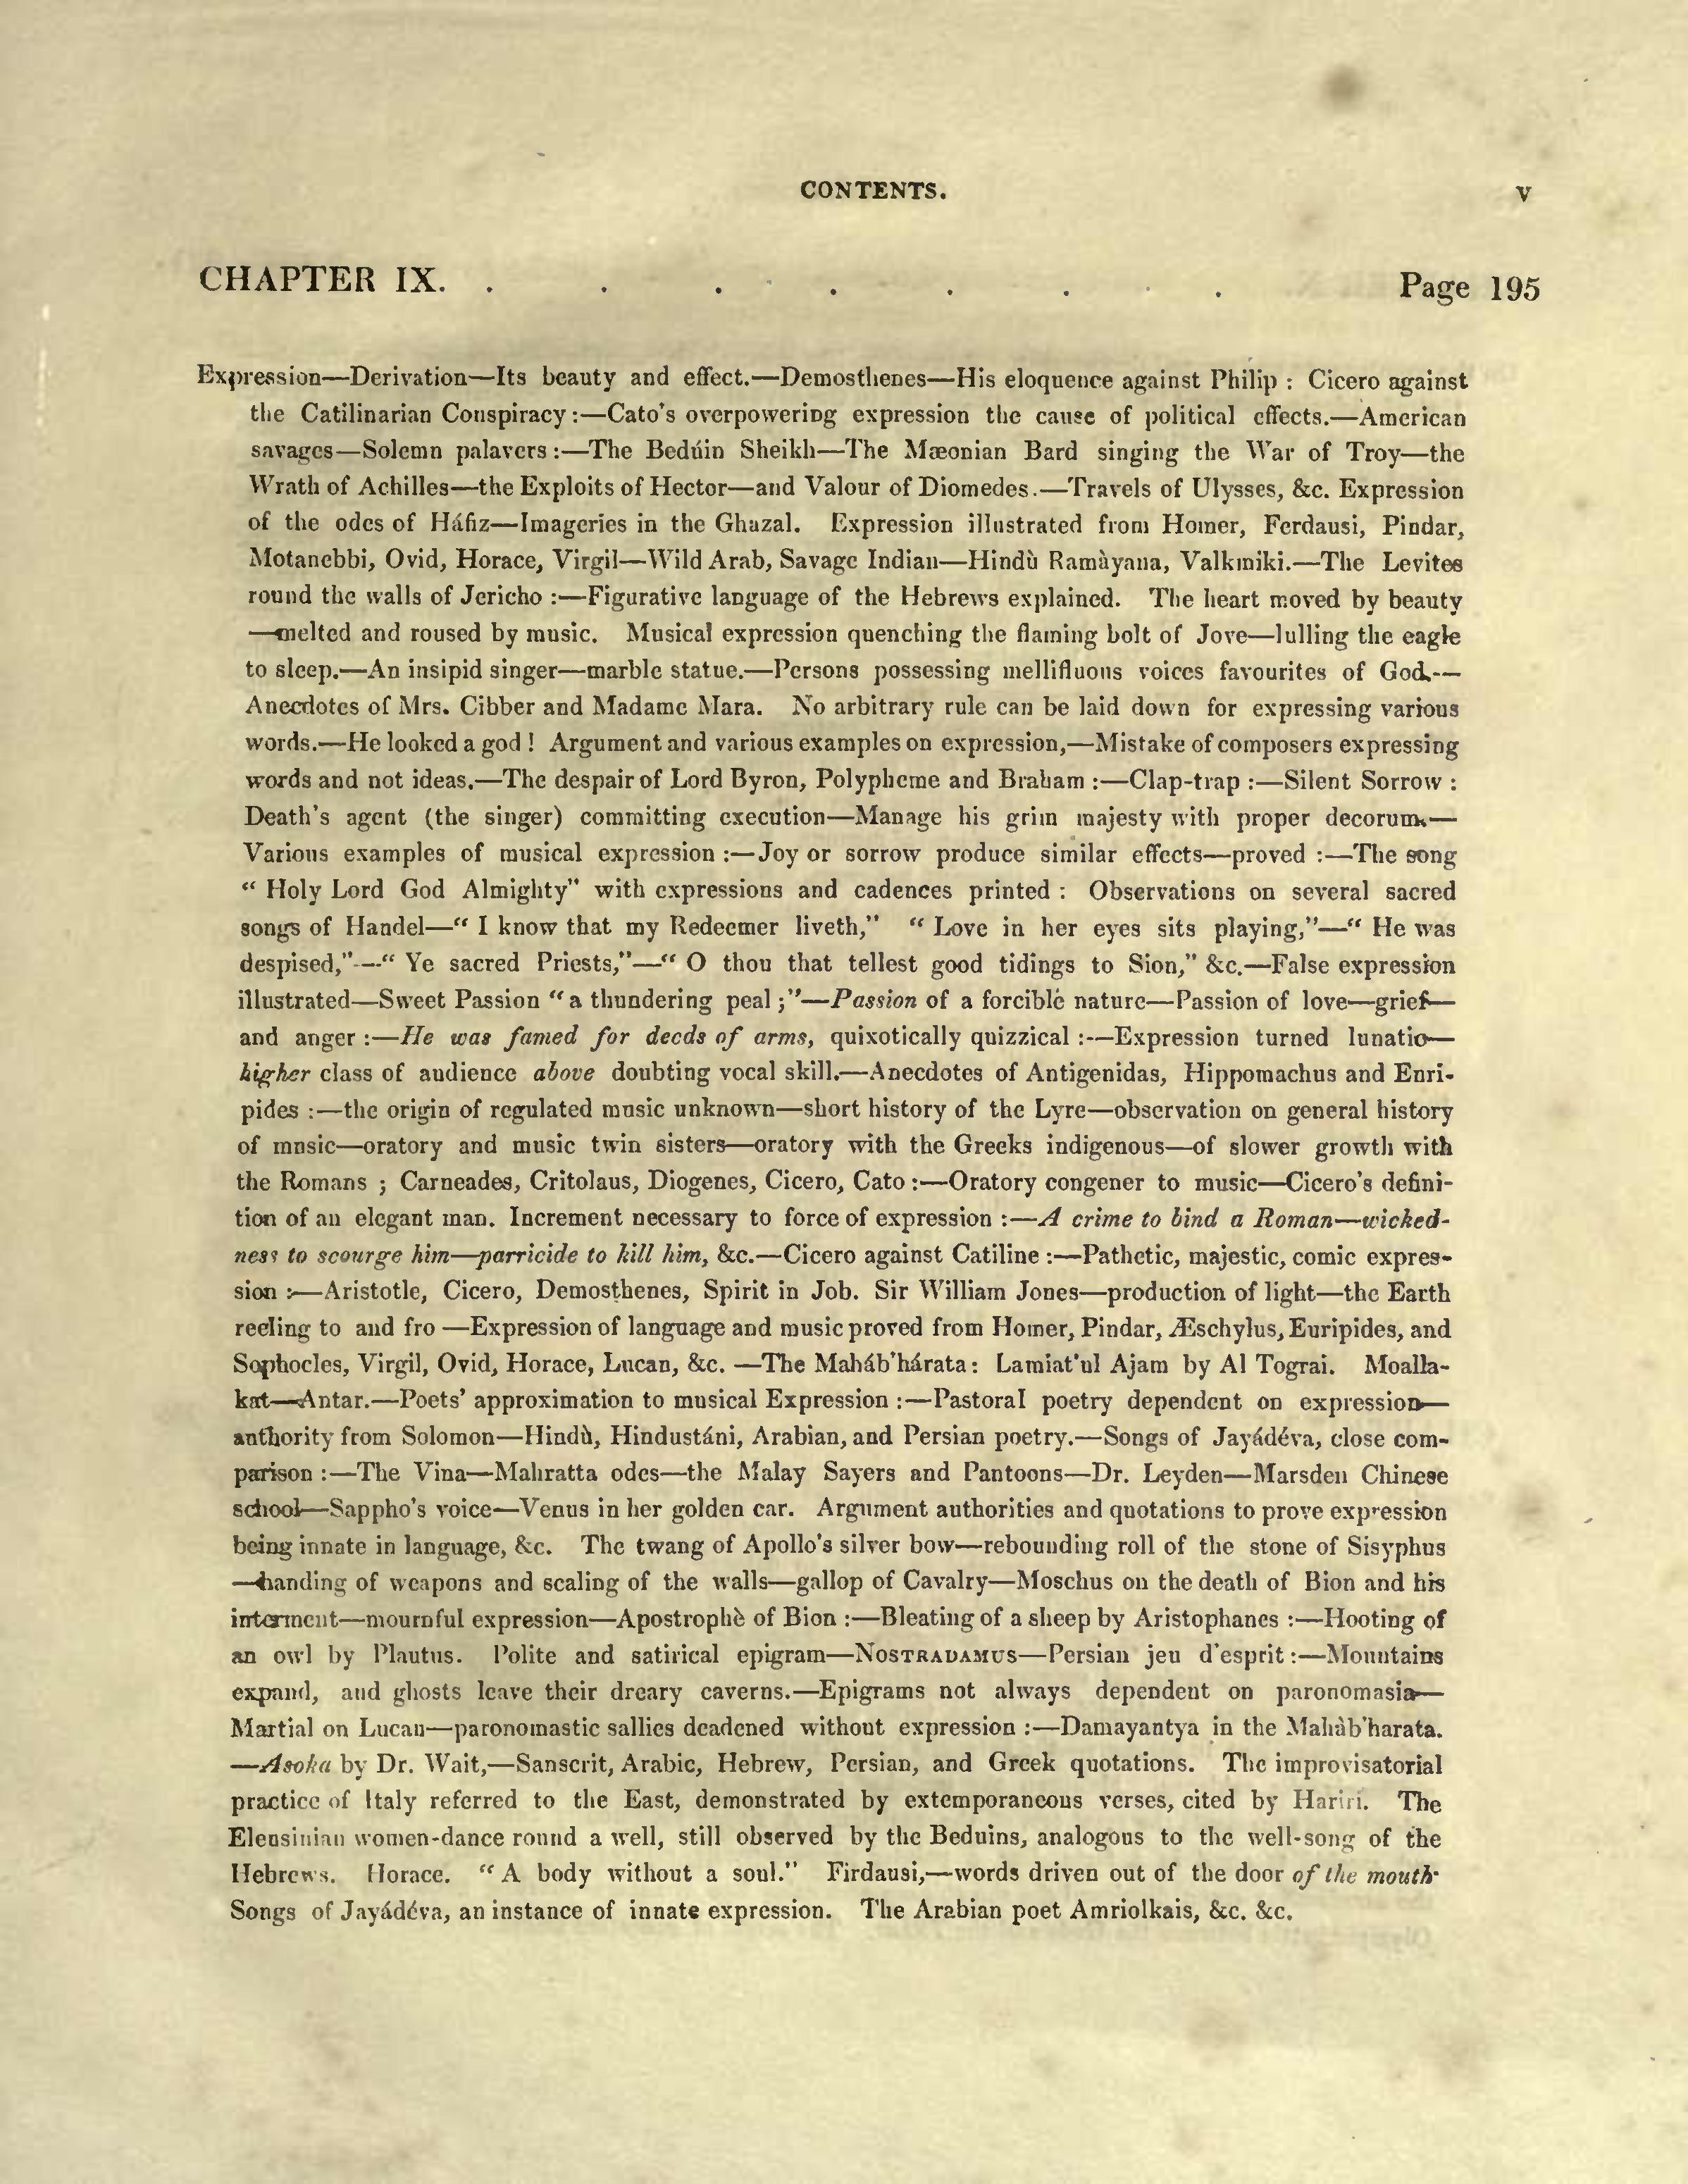 CONTENTS. v
CHAPTER IX. . . . . . . . Page 195
Expression—Derivation—Its beauty and effect.—Demosthenes—His eloquence against Philip : Cicero against
the Catilinarian Conspiracy :—Cato's overpowering expression the cause of political effects.—American
savages—Solemn palavers :—The Bedúin Sheikh—The Mæonian Bard singing the War of Troy—the
Wrath of Achilles—the Exploits of Hector—and Valour of Diomedes.—Travels of Ulysses, &c. Expression
of the odes of Háfiz—Imageries in the Ghazal. Expression illustrated from Homer, Ferdausi, Pindar,
Motanebbi, Ovid, Horace, Virgil—Wild Arab, Savage Indian—Hindù Ramàyana, Valkmiki.—The Levites
round the walls of Jericho :—Figurative language of the Hebrews explained. The heart moved by beauty
—melted and roused by music. Musical expression quenching the flaming bolt of Jove—lulling the eagle
to sleep.—An insipid singer—marble statue.—Persons possessing mellifluous voices favourites of God.—
Anecdotes of Mrs. Cibber and Madame Mara. No arbitrary rule can be laid down for expressing various
words.—He looked a god ! Argument and various examples on expression,—Mistake of composers expressing
words and not ideas.—The despair of Lord Byron, Polypheme and Braham :—Clap-trap :—Silent Sorrow :
Death's agent (the singer) committing execution—Manage his grim majesty with proper decorum.—
Various examples of musical expression :—Joy or sorrow produce similar effects—proved :—The song
“ Holy Lord God Almighty” with expressions and cadences printed : Observations on several sacred
songs of Handel—“ I know that my Redeemer liveth,” “ Love in her eyes sits playing,”—“ He was
despised,”—“ Ye sacred Priests,”—“ O thou that tellest good tidings to Sion,” &c.—False expression
illustrated—Sweet Passion “ a thundering peal ;”—Passion of a forcible nature—Passion of love—grief—
and anger :—He was famed for deeds of arms, quixotically quizzical :—Expression turned lunatic—
higher class of audience above doubting vocal skill.—Anecdotes of Antigenidas, Hippomachus and Euri-
pides :—the origin of regulated music unknown—short history of the Lyre—observation on general history
of music—oratory and music twin sisters—oratory with the Greeks indigenous—of slower growth with
the Romans ; Carneades, Critolaus, Diogenes, Cicero, Cato :—Oratory congener to music—Cicero's defini-
tion of an elegant man. Increment necessary to force of expression :—A crime to bind a Roman—wicked-
ness to scourge him—parricide to kill him, &c.—Cicero against Catiline :—Pathetic, majestic, comic expres-
sion :—Aristotle, Cicero, Demosthenes, Spirit in Job. Sir William Jones—production of light—the Earth
reeling to and fro —Expression of language and music proved from Homer, Pindar, Æschylus, Euripides, and
Sophocles, Virgil, Ovid, Horace, Lucan, &c. —The Maháb'hárata : Lamiat'ul Ajam by Al Tograi. Moalla-
kat—Antar.—Poets' approximation to musical Expression :—Pastoral poetry dependent on expression—
authority from Solomon—Hindù, Hindustáni, Arabian, and Persian poetry.—Songs of Jayádéva, close com-
parison :—The Vina—Mahratta odes—the Malay Sayers and Pantoons—Dr. Leyden—Marsden Chinese
school—Sappho's voice—Venus in her golden car. Argument authorities and quotations to prove expression
being innate in language, &c. The twang of Apollo's silver bow—rebounding roll of the stone of Sisyphus
—handing of weapons and scaling of the walls—gallop of Cavalry—Moschus on the death of Bion and his
interment—mournful expression—Apostrophè of Bion :—Bleating of a sheep by Aristophanes :—Hooting of
an owl by Plautus. Polite and satirical epigram—NOSTRADAMUS—Persian jeu d'esprit :—Mountains
expand, and ghosts leave their dreary caverns.—Epigrams not always dependent on paronomasia—
Martial on Lucan—paronomastic sallies deadened without expression :—Damayantya in the Mahàb'harata.
—Asoka by Dr. Wait,—Sanscrit, Arabic, Hebrew, Persian, and Greek quotations. The improvisatorial
practice of Italy referred to the East, demonstrated by extemporaneous verses, cited by Hariri. The
Eleusinian women-dance round a well, still observed by the Beduins, analogous to the well-song of the
Hebrews. Horace. “ A body without a soul.” Firdausi,—words driven out of the door of the mouth·
Songs of Jayádéva, an instance of innate expression. The Arabian poet Amriolkais, &c. &c.